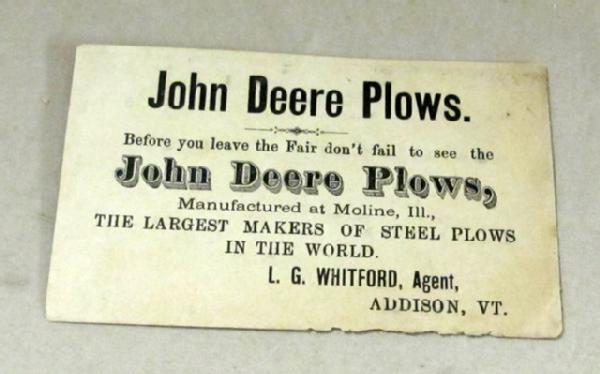 John Deere Plows.
Before you leave the Fair don't fail to see the
John Deere Plows,
Manufactured at Moline, Ill.,
THE LARGEST MAKERS OF STEEL PLOWS
IN THE WORLD.
L. G. WHITFORD, Agent,
ADDISON, VT.